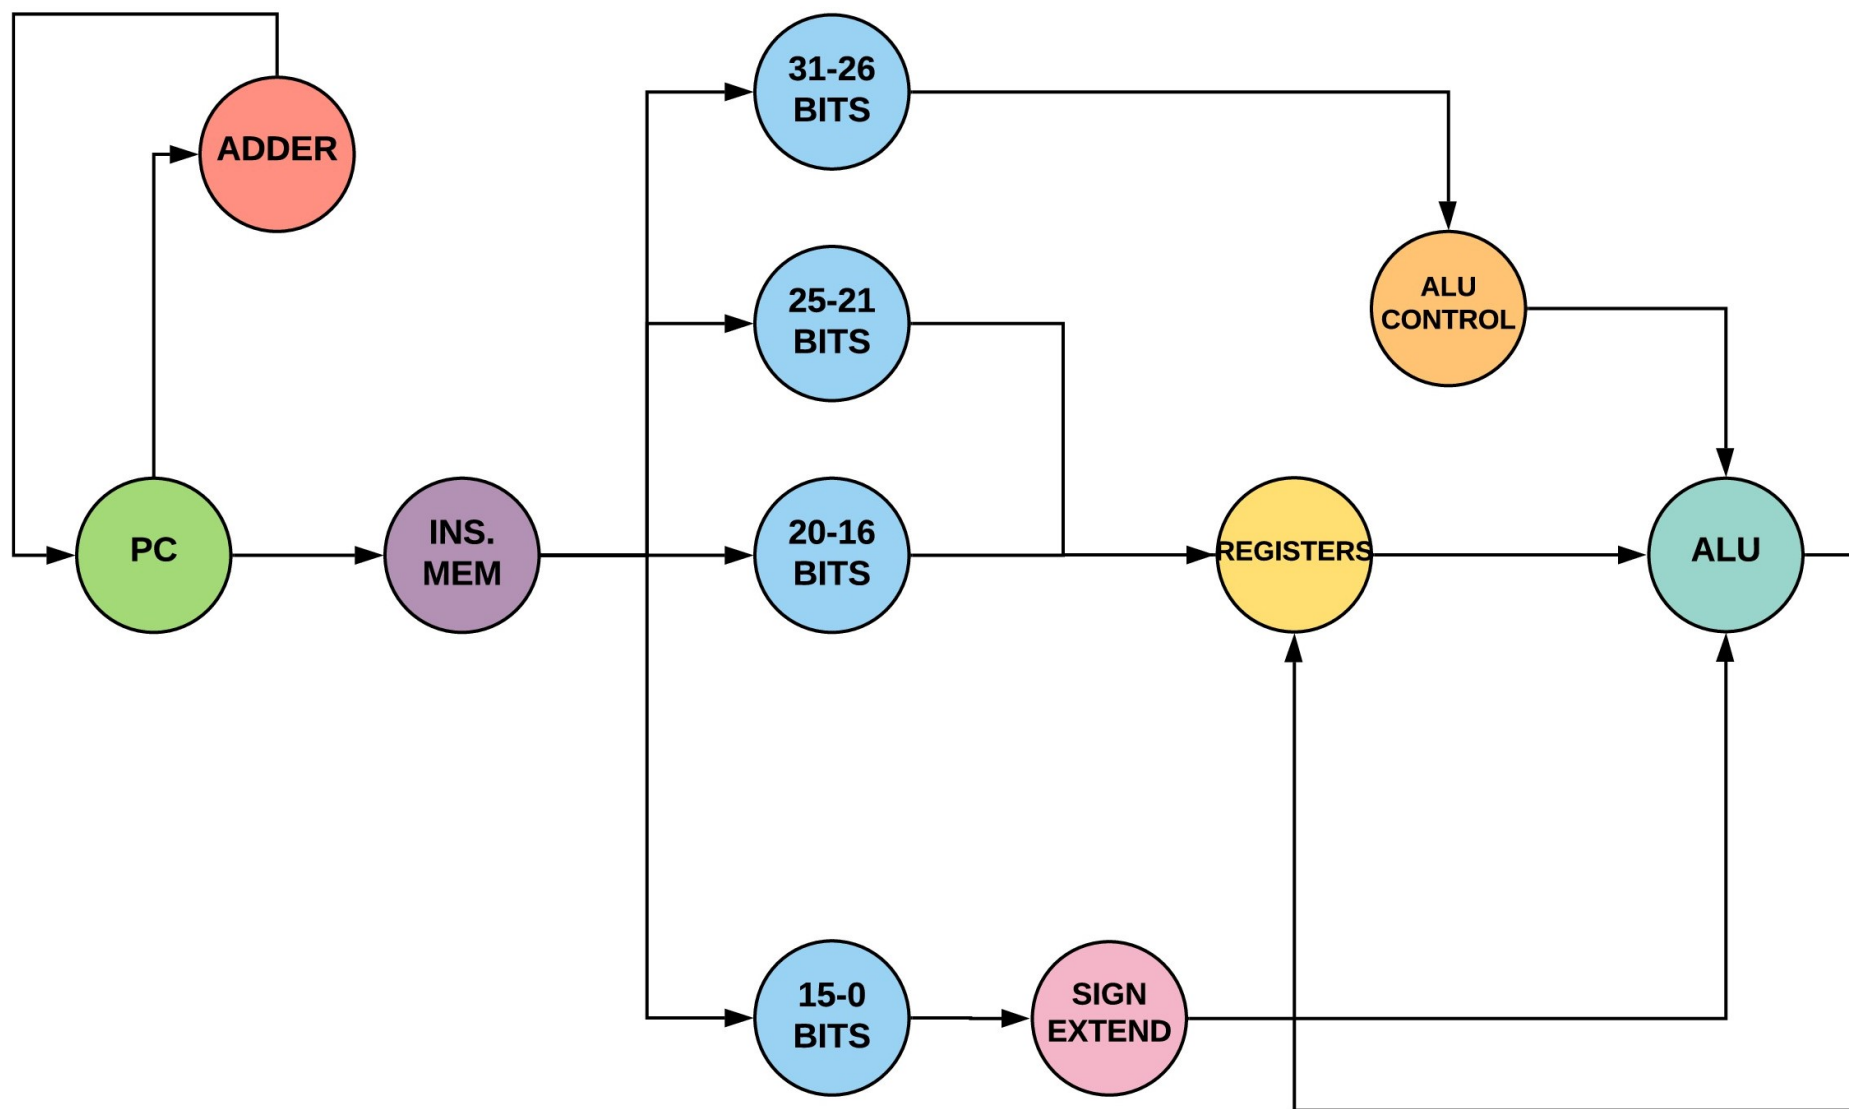 31-26
BITS
ADDER
25-21
BITS
ALU
CONTROL
PC
INS.
MEM
20-16
BITS
REGISTERS
ALU
15-0
BITS
SIGN
EXTEND